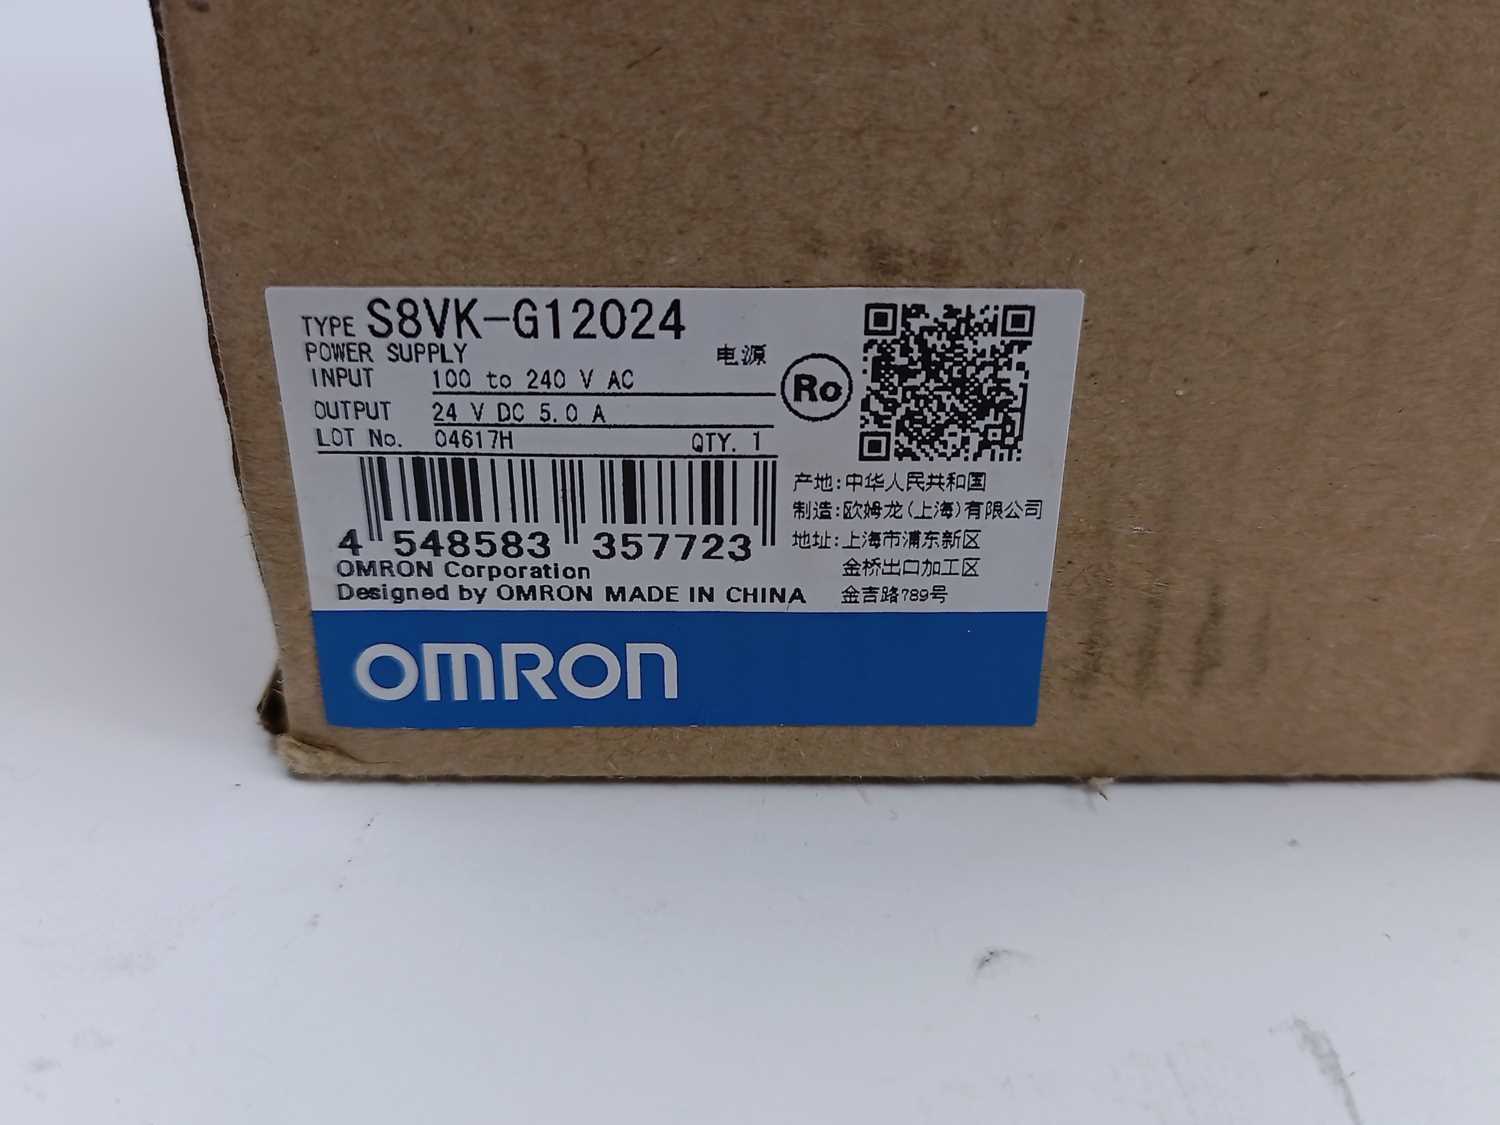 TYPE S8VK-G12024
POWER SUPPLY 电源
INPUT 100 to 240 V AC
OUTPUT 24 V DC 5.0 A
LOT No. 04617H QTY. 1
Ro
4 548583 357723
OMRON Corporation
Designed by OMRON MADE IN CHINA
产地:中华人民共和国
制造:欧姆龙(上海)有限公司
地址:上海市浦东新区
金桥出口加工区
金吉路789号
OMRON